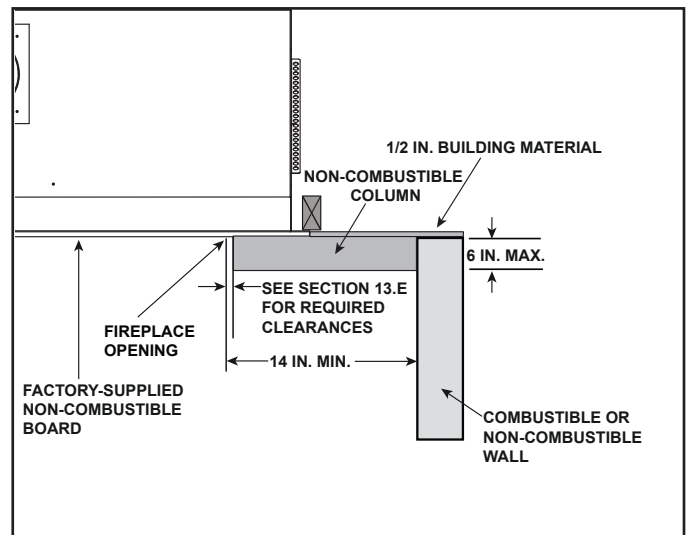 1/2 IN. BUILDING MATERIAL
NON-COMBUSTIBLE
COLUMN
6 IN. MAX.
SEE SECTION 13.E
FOR REQUIRED
CLEARANCES
FIREPLACE
OPENING
14 IN. MIN.
FACTORY-SUPPLIED
NON-COMBUSTIBLE
BOARD
COMBUSTIBLE OR
NON-COMBUSTIBLE
WALL